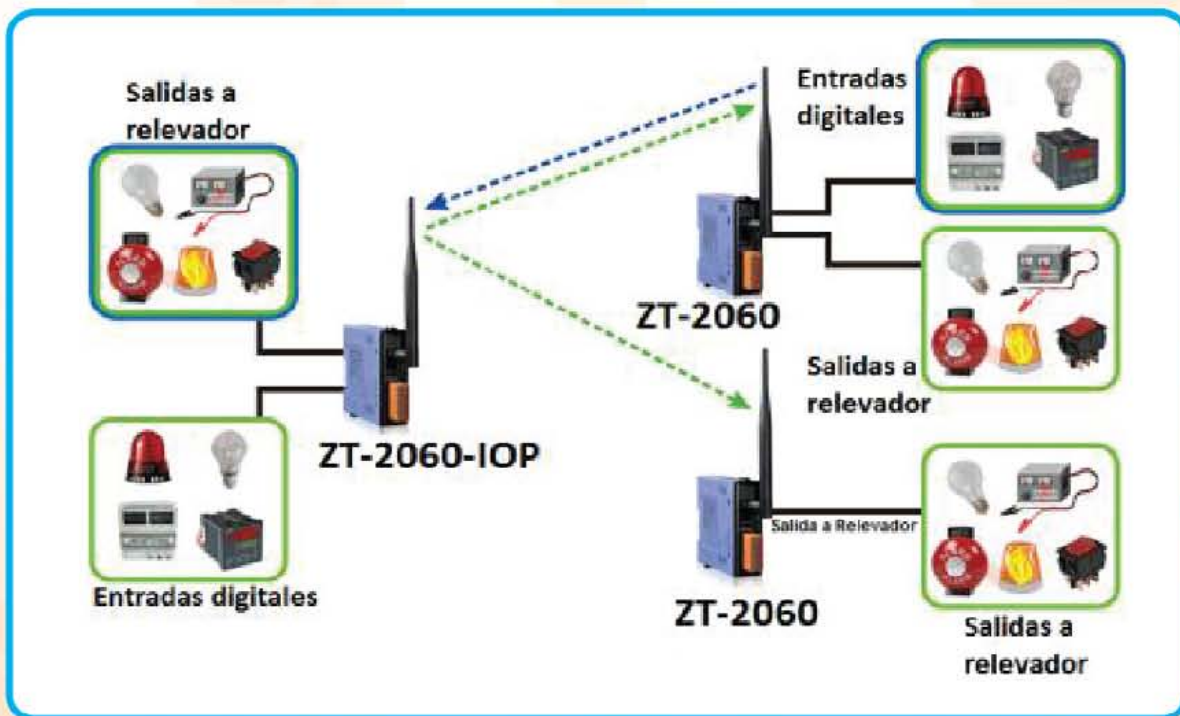 Salidas a
relevador
Entradas
digitales
ZT-2060
Salidas a
relevador
ZT-2060-IOP
Entradas digitales
Salida a Relevador
ZT-2060
Salidas a
relevador